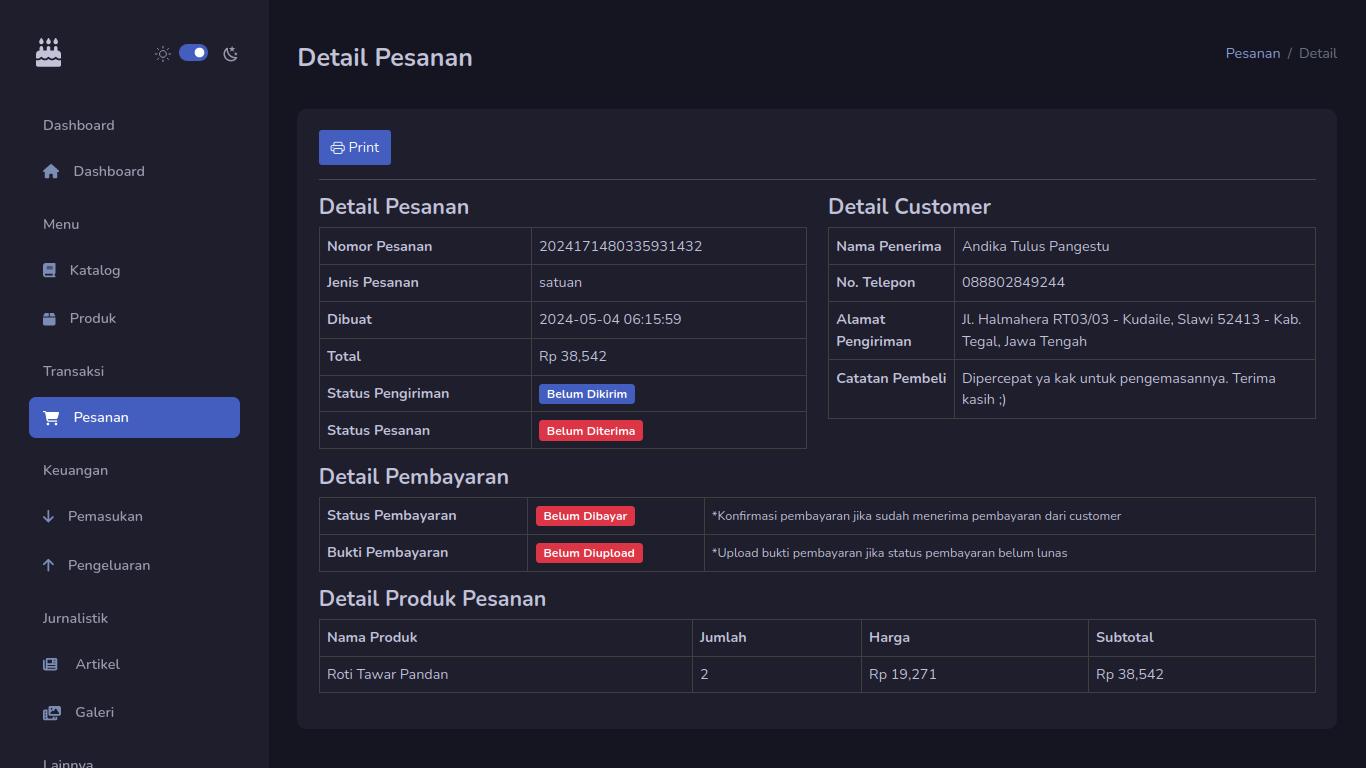 Dashboard
Dashboard
Menu
Katalog
Produk
Transaksi
Pesanan
Keuangan
Pemasukan
Pengeluaran
Jurnalistik
Artikel
Galeri
Lainnya
Detail Pesanan
Pesanan / Detail
Print
Detail Pesanan
Nomor Pesanan 2024171480335931432
Jenis Pesanan satuan
Dibuat 2024-05-04 06:15:59
Total Rp 38,542
Status Pengiriman Belum Dikirim
Status Pesanan Belum Diterima
Detail Customer
Nama Penerima Andika Tulus Pangestu
No. Telepon 088802849244
Alamat Jl. Halmahera RT03/03 - Kudaile, Slawi 52413 - Kab.
Pengiriman Tegal, Jawa Tengah
Catatan Pembeli Dipercepat ya kak untuk pengemasannya. Terima
kasih ;)
Detail Pembayaran
Status Pembayaran Belum Dibayar *Konfirmasi pembayaran jika sudah menerima pembayaran dari customer
Bukti Pembayaran Belum Diupload *Upload bukti pembayaran jika status pembayaran belum lunas
Detail Produk Pesanan
Nama Produk Jumlah Harga Subtotal
Roti Tawar Pandan 2 Rp 19,271 Rp 38,542